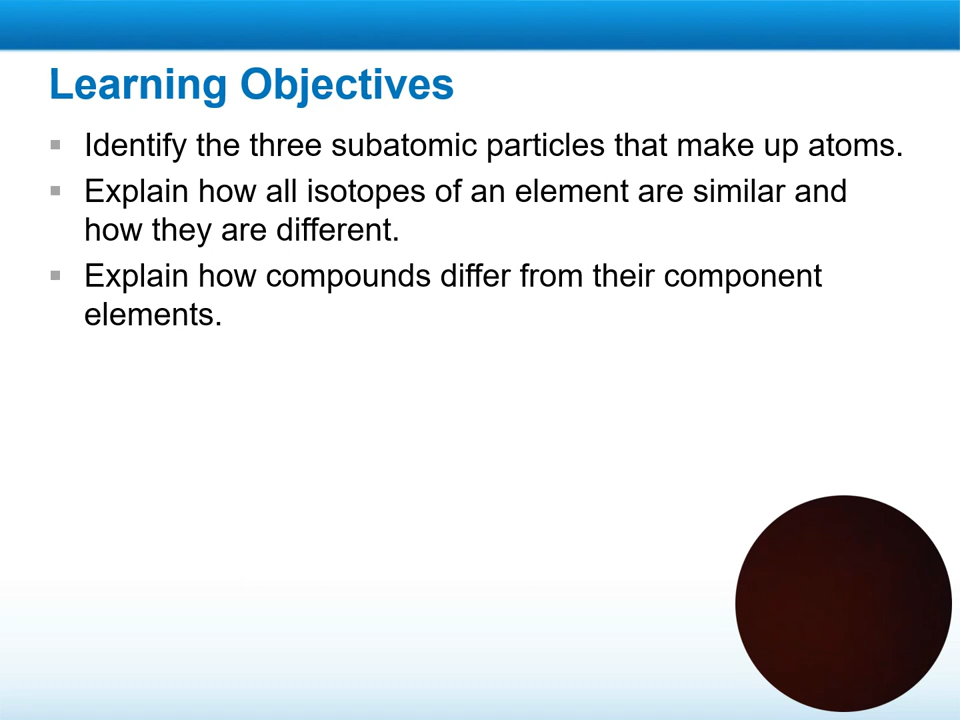 Learning Objectives
Identify the three subatomic particles that make up atoms.
Explain how all isotopes of an element are similar and
how they are different.
Explain how compounds differ from their component
elements.